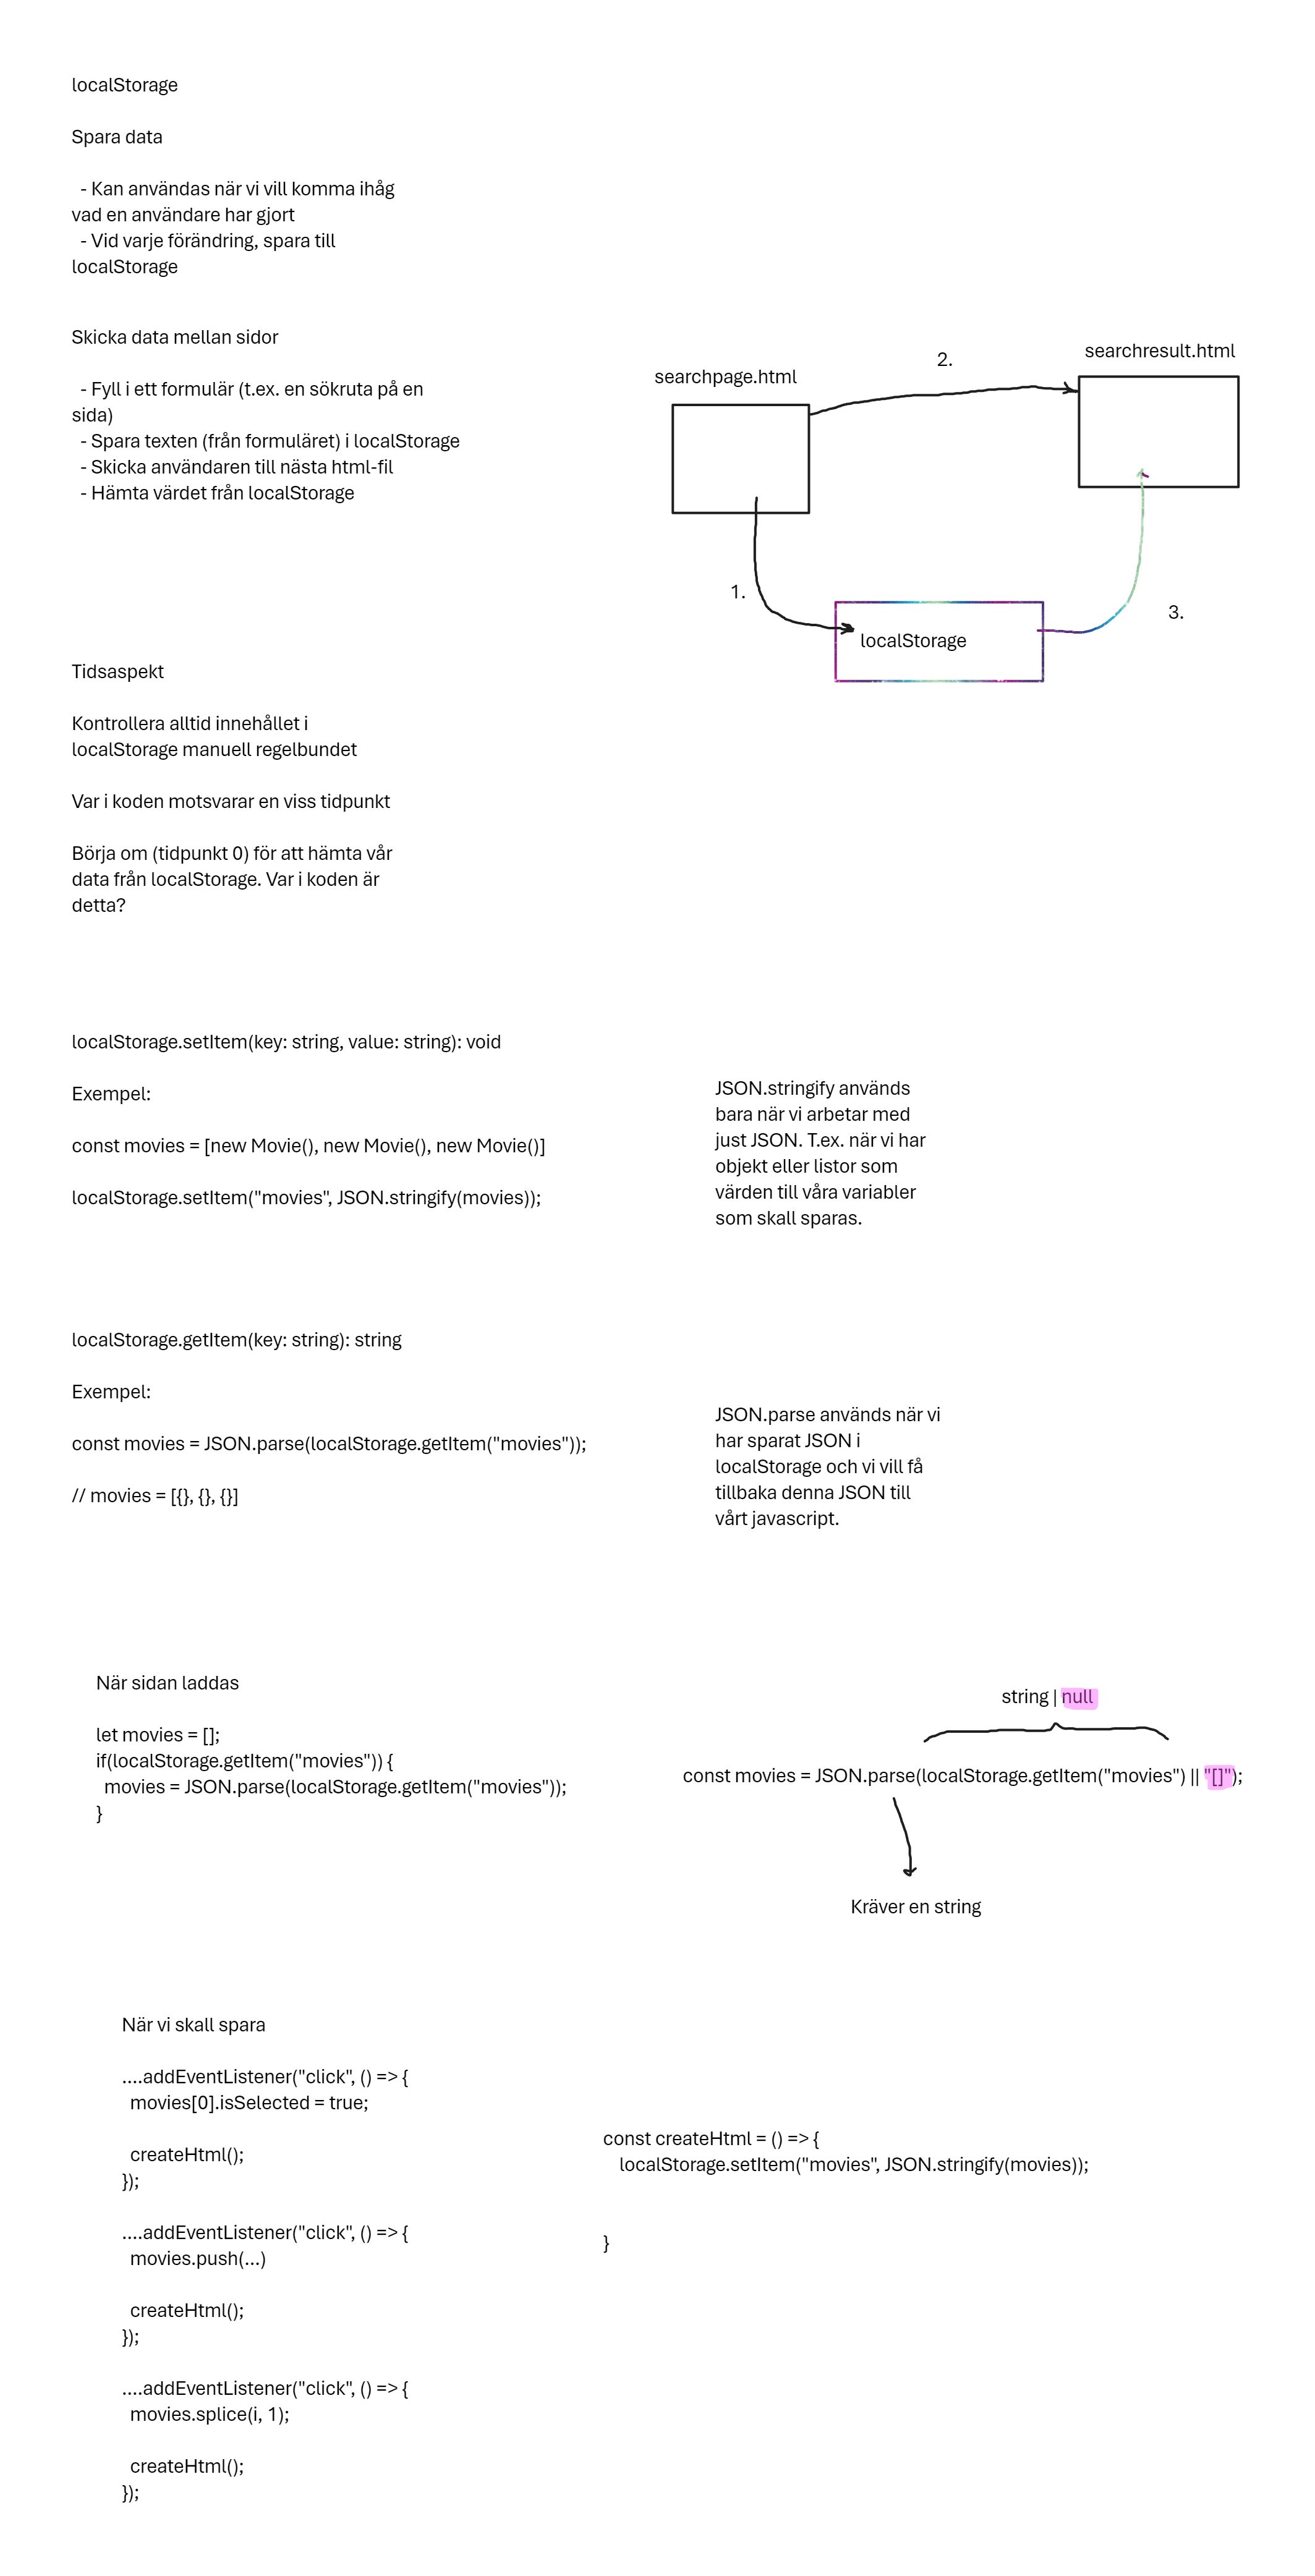 localStorage
Spara data
- Kan användas när vi vill komma ihåg
vad en användare har gjort
- Vid varje förändring, spara till
localStorage
Skicka data mellan sidor
- Fyll i ett formulär (t.ex. en sökruta på en
sida)
- Spara texten (från formuläret) i localStorage
- Skicka användaren till nästa html-fil
- Hämta värdet från localStorage
searchpage.html
2.
searchresult.html
1.
localStorage
3.
Tidsaspekt
Kontrollera alltid innehållet i
localStorage manuell regelbundet
Var i koden motsvarar en viss tidpunkt
Börja om (tidpunkt 0) för att hämta vår
data från localStorage. Var i koden är
detta?
localStorage.setItem(key: string, value: string): void
Exempel:
const movies = [new Movie(), new Movie(), new Movie()]
localStorage.setItem("movies", JSON.stringify(movies));
JSON.stringify används
bara när vi arbetar med
just JSON. T.ex. när vi har
objekt eller listor som
värden till våra variabler
som skall sparas.
localStorage.getItem(key: string): string
Exempel:
const movies = JSON.parse(localStorage.getItem("movies"));
// movies = [{}, {}, {}]
JSON.parse används när vi
har sparat JSON i
localStorage och vi vill få
tillbaka denna JSON till
vårt javascript.
När sidan laddas
let movies = [];
if(localStorage.getItem("movies")) {
movies = JSON.parse(localStorage.getItem("movies"));
}
string | null
const movies = JSON.parse(localStorage.getItem("movies") || "[]");
Kräver en string
När vi skall spara
....addEventListener("click", () => {
movies[0].isSelected = true;
createHtml();
});
....addEventListener("click", () => {
movies.push(...)
createHtml();
});
....addEventListener("click", () => {
movies.splice(i, 1);
createHtml();
});
const createHtml = () => {
localStorage.setItem("movies", JSON.stringify(movies));
}